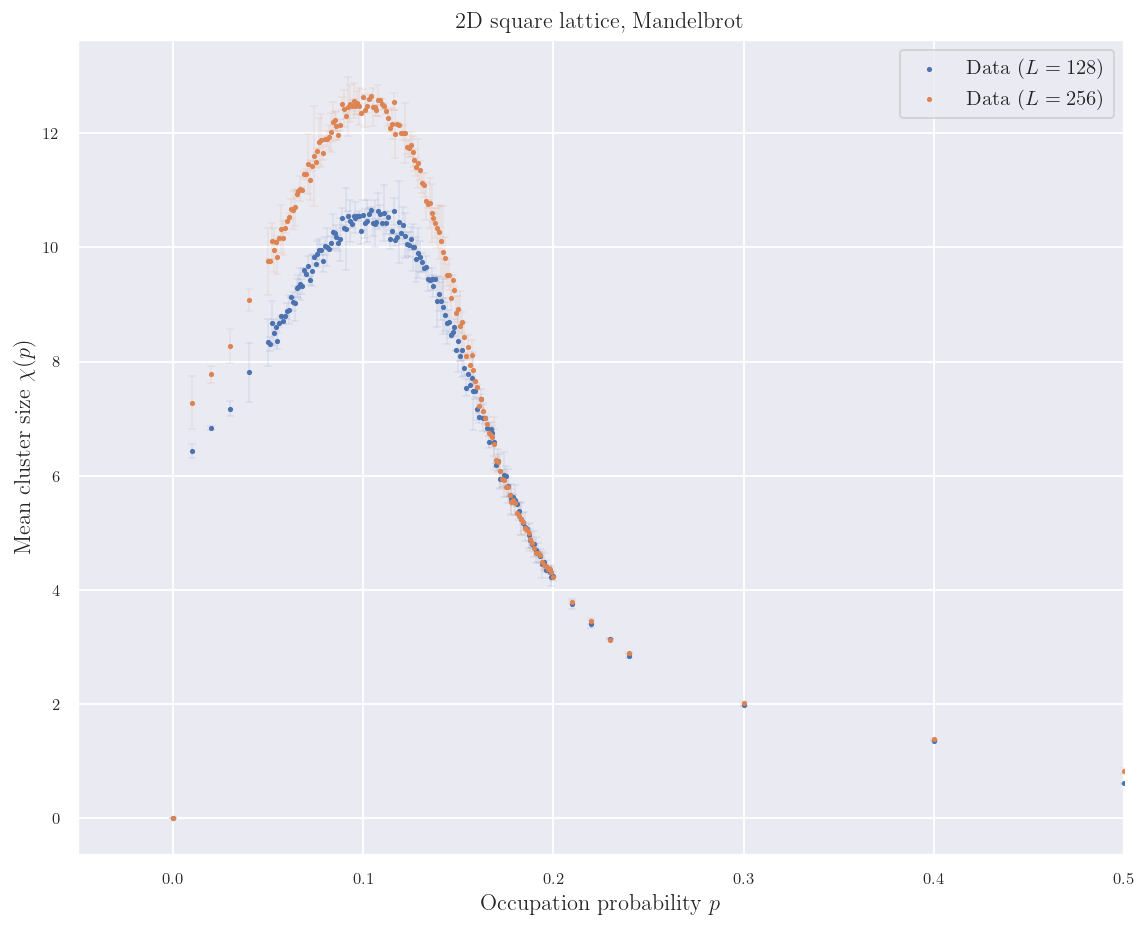 2D square lattice, Mandelbrot
Data (L = 128)
Data (L = 256)
Mean cluster size χ(p)
12
10
8
6
4
2
0
0.0
0.1
0.2
0.3
0.4
0.5
Occupation probability p